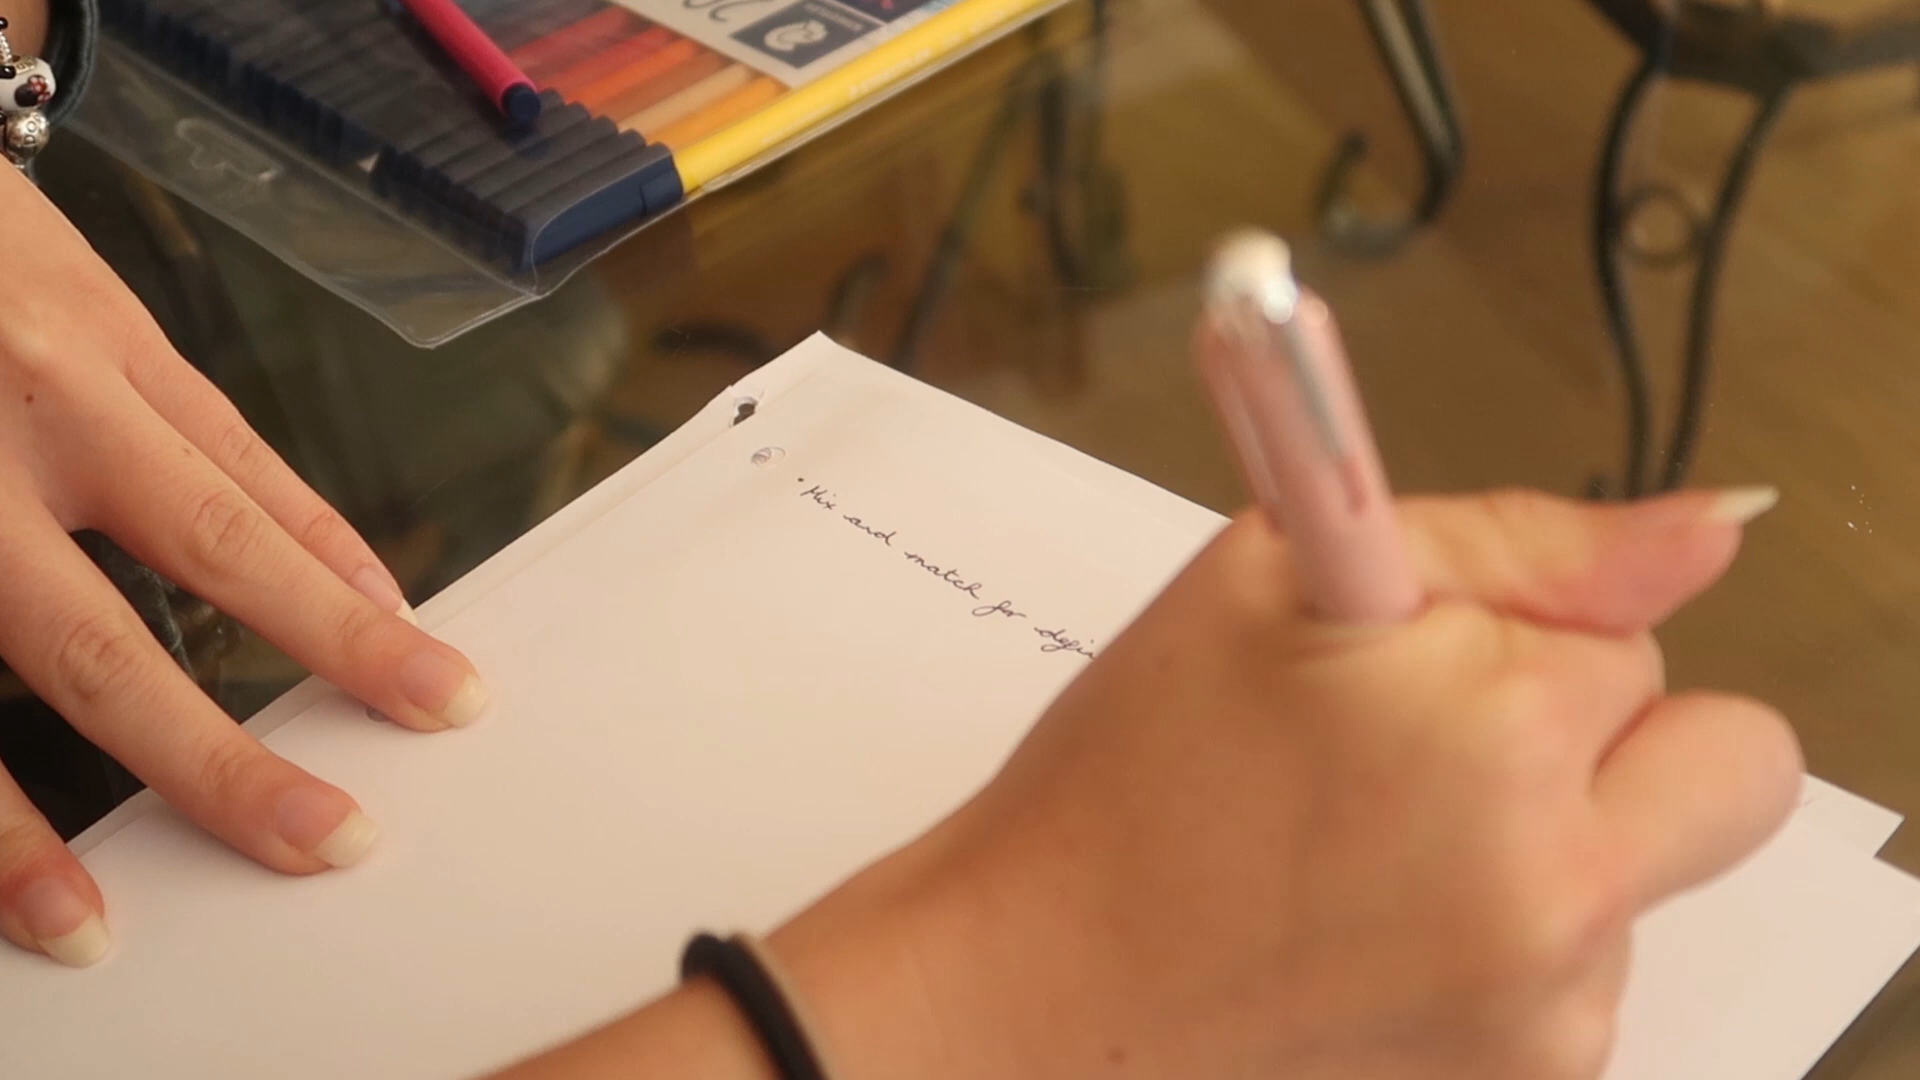 • Mix and match for